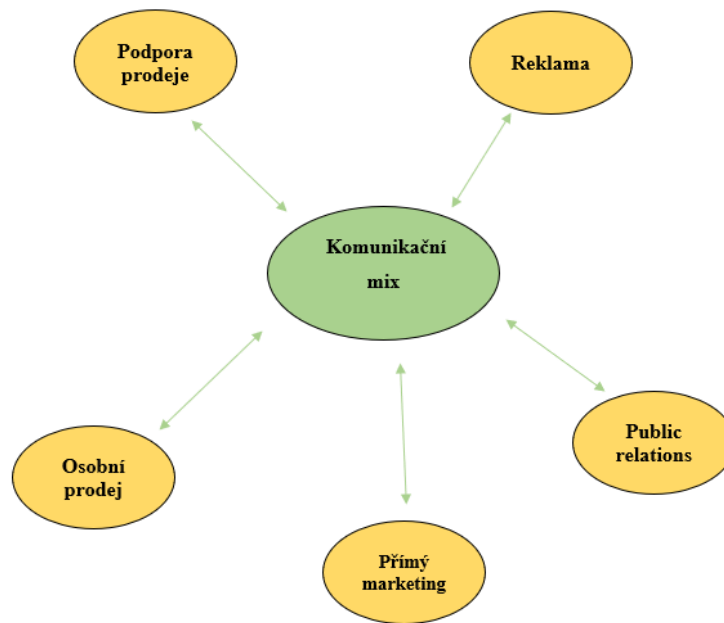 Podpora
prodeje
Reklama
Komunikační
mix
Public
relations
Osobní
prodej
Přímý
marketing